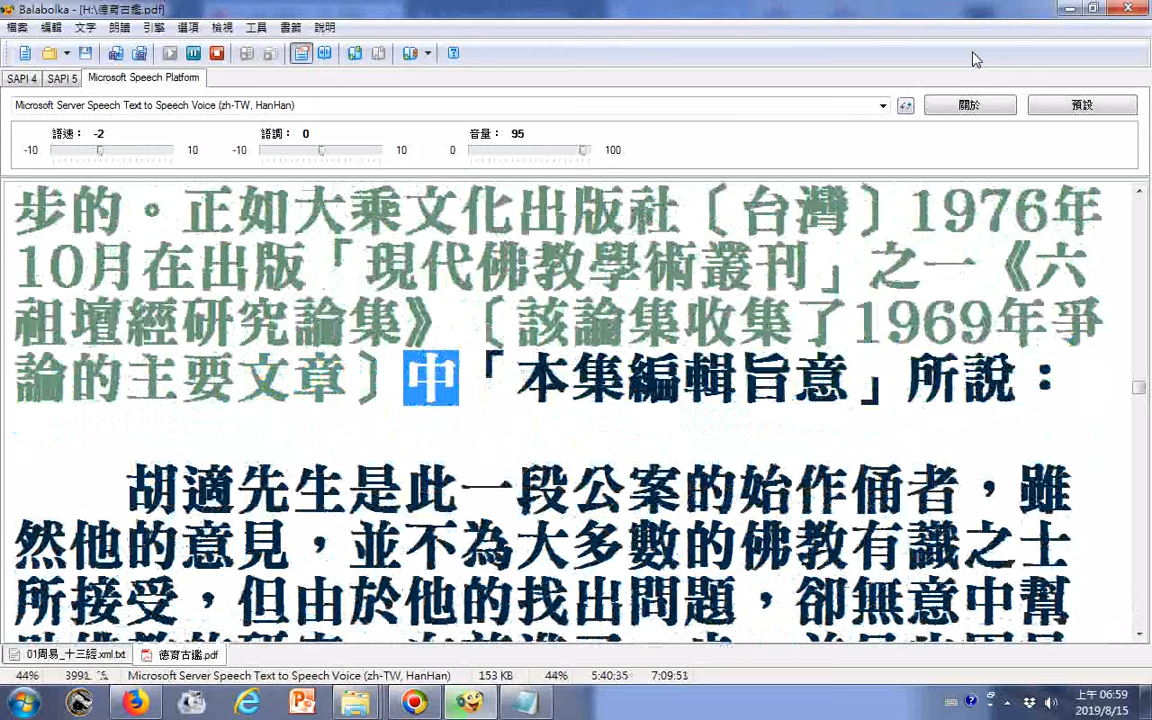 Balabolka - [H:\德育古鑑.pdf]
檔案 編輯 文字 朗讀 引擎 選項 檢視 工具 書籤 說明
SAPI 4 SAPI 5 Microsoft Speech Platform
Microsoft Server Speech Text to Speech Voice (zh-TW, HanHan) 關於 預設
語速： -2 語調： 0 音量： 95
-10 10 -10 10 0 100
步的。正如大乘文化出版社〔台灣〕1976年
10月在出版「現代佛教學術叢刊」之一《六
祖壇經研究論集》〔該論集收集了1969年爭
論的主要文章〕中「本集編輯旨意」所說：
胡適先生是此一段公案的始作俑者，雖
然他的意見，並不為大多數的佛教有識之士
所接受，但由於他的找出問題，卻無意中幫
01周易_十三經.xml.txt 德育古鑑.pdf
44% Microsoft Server Speech Text to Speech Voice (zh-TW, HanHan) 153 KB 44% 5:40:35 7:09:51
上午 06:59
2019/8/15